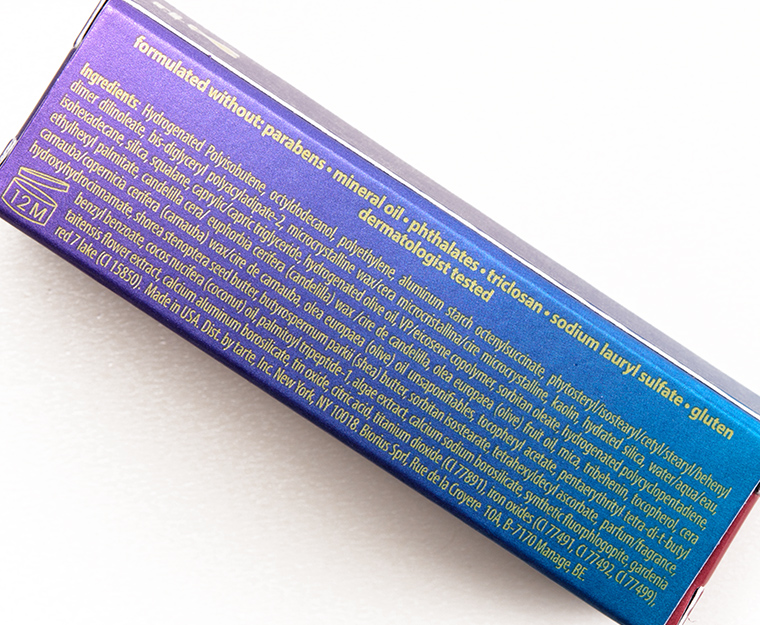 formulated without: parabens • mineral oil • phthalates • triclosan • sodium lauryl sulfate • gluten
dermatologist tested
Ingredients: Hydrogenated Polyisobutene, octyldodecanol, polyethylene, aluminum starch octenylsuccinate, phytosteryl/isostearyl/cetyl/stearyl/behenyl
dimer dilinoleate, bis-diglyceryl polyacyladipate-2, microcrystalline wax/cera microcristallina/cire microcrystalline, kaolin, hydrated silica, water/aqua/eau,
isohexadecane, silica, squalane, caprylic/capric triglyceride, hydrogenated olive oil, VP/eicosene copolymer, sorbitan oleate, hydrogenated polycyclopentadiene,
ethylhexyl palmitate, candelilla cera/ euphorbia cerifera (candelilla) wax /cire de candelilla, olea europaea (olive) fruit oil, mica, tribehenin, tocopherol, cera
carnauba/copernicia cerifera (carnauba) wax/cire de carnauba, olea europaea (olive) oil unsaponifiables, tocopheryl acetate, pentaerythrityl tetra-di-t-butyl
hydroxyhydrocinnamate, shorea stenoptera seed butter, butyrospermum parkii (shea) butter, sorbitan isostearate, tetrahexyldecyl ascorbate, parfum/fragrance,
benzyl benzoate, cocos nucifera (coconut) oil, palmitoyl tripeptide-1, algae extract, calcium sodium borosilicate, synthetic fluorphlogopite, gardenia
taitensis flower extract, calcium aluminum borosilicate, tin oxide, citric acid, titanium dioxide (CI 77891), iron oxides (CI 77491, CI 77492, CI 77499),
red 7 lake (CI 15850). Made in USA. Dist. by tarte, inc. New York, NY 10018. Bionius Sprl, Rue de la Croyere 10A, B-7170 Manage, BE.
12M